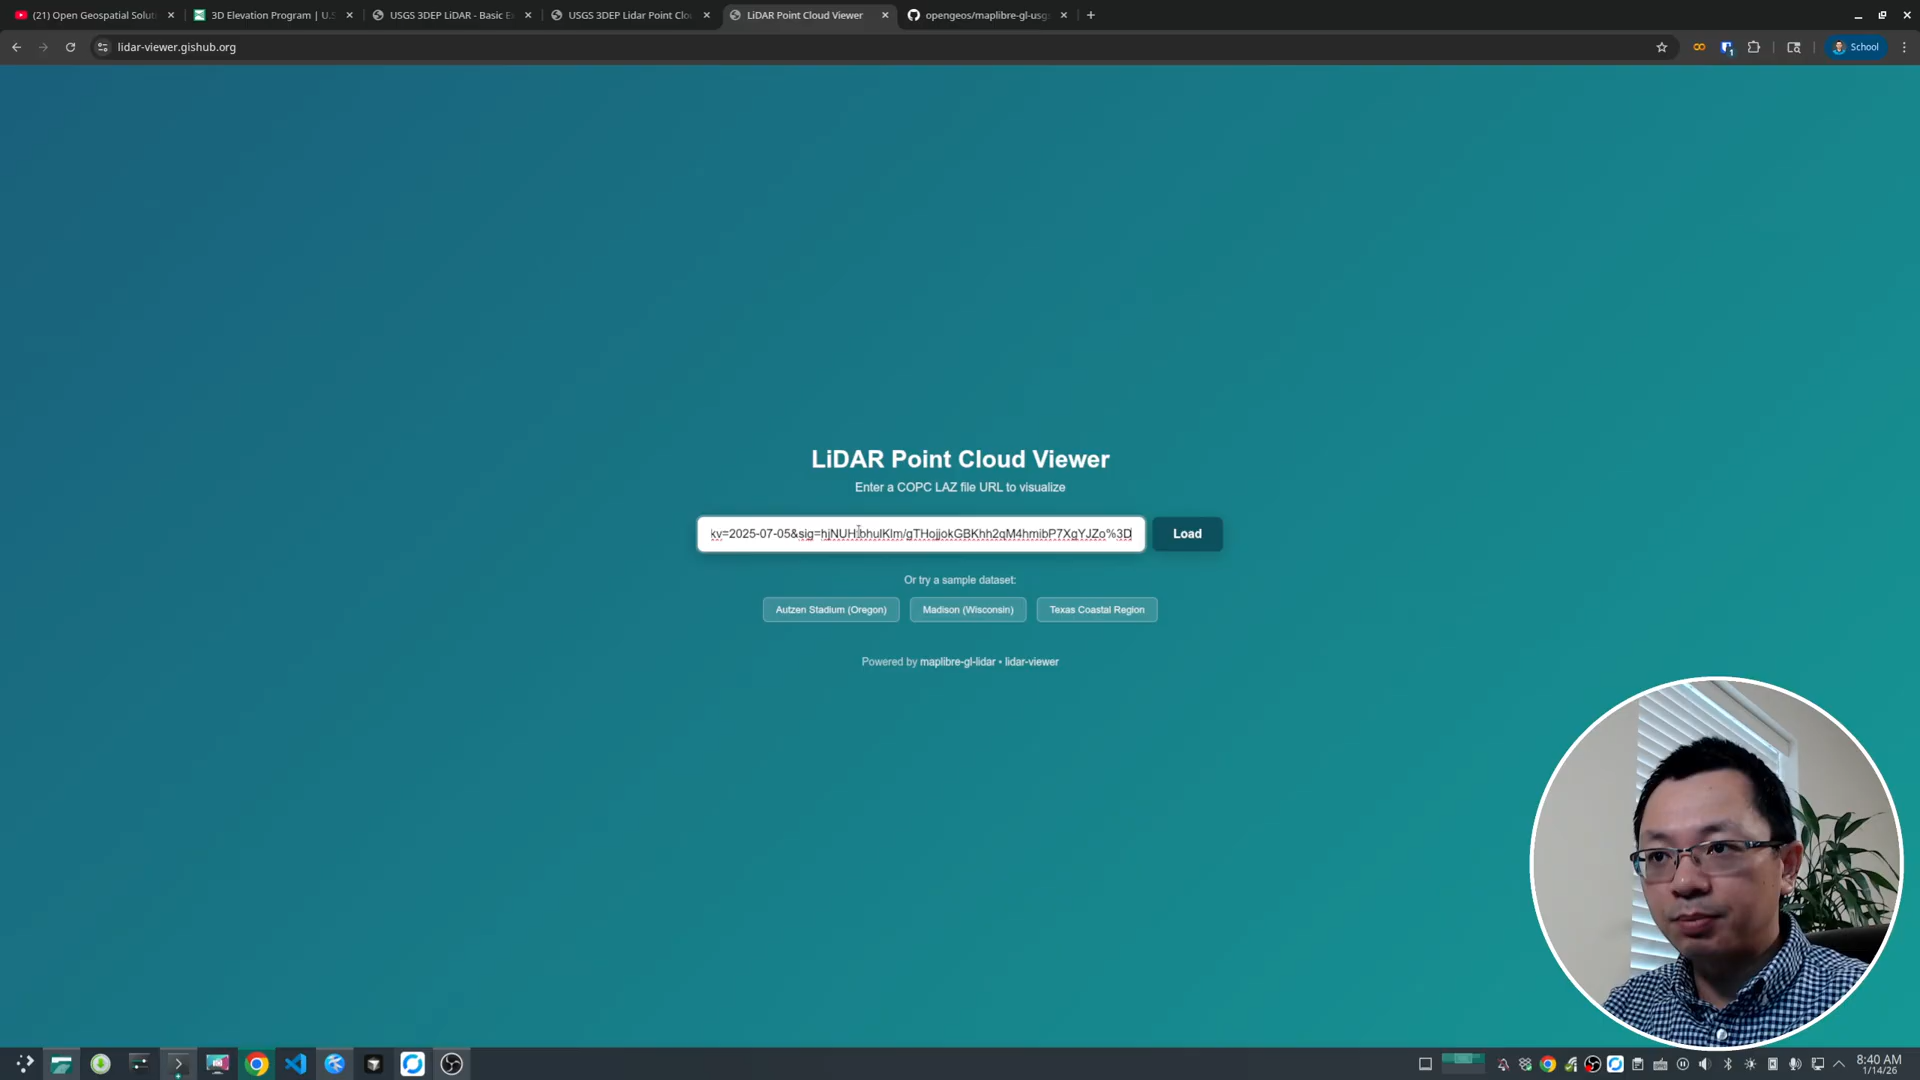 (21) Open Geospatial Soluti
3D Elevation Program | U.S
USGS 3DEP LiDAR - Basic E
USGS 3DEP Lidar Point Clo
LiDAR Point Cloud Viewer
opengeos/maplibre-gl-usg
lidar-viewer.gishub.org
School
LiDAR Point Cloud Viewer
Enter a COPC LAZ file URL to visualize
Load
Or try a sample dataset:
Autzen Stadium (Oregon)
Madison (Wisconsin)
Texas Coastal Region
Powered by maplibre-gl-lidar • lidar-viewer
8:40 AM
1/14/26